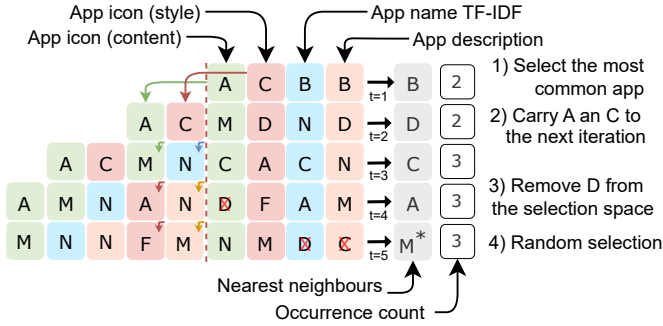 App icon (style)
App name TF-IDF
App icon (content)
App description
A C B B t=1 B 2
1) Select the most
common app
A C M D N D t=2 D 2
2) Carry A an C to
the next iteration
A C M N C A C N t=3 C 3
A M N A N D F A M t=4 A 3
3) Remove D from
the selection space
M N N F M N M D C t=5 M* 3
4) Random selection
Nearest neighbours
Occurrence count